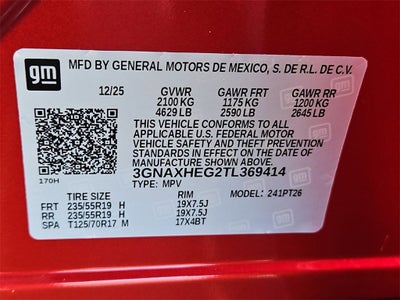 gm
MFD BY GENERAL MOTORS DE MEXICO, S. DE R.L. DE C.V.
12/25 GVWR GAWR FRT GAWR RR
2100 KG 1175 KG 1200 KG
4629 LB 2590 LB 2645 LB
THIS VEHICLE CONFORMS TO ALL
APPLICABLE U.S. FEDERAL MOTOR
VEHICLE SAFETY AND THEFT PREVENTION
STANDARDS IN EFFECT ON THE DATE OF
MANUFACTURE SHOWN ABOVE.
3GNAXHEG2TL369414
170H
TYPE: MPV MODEL: 241PT26
TIRE SIZE RIM
FRT 235/55R19 H 19X7.5J
RR 235/55R19 H 19X7.5J
SPA T125/70R17 M 17X4BT